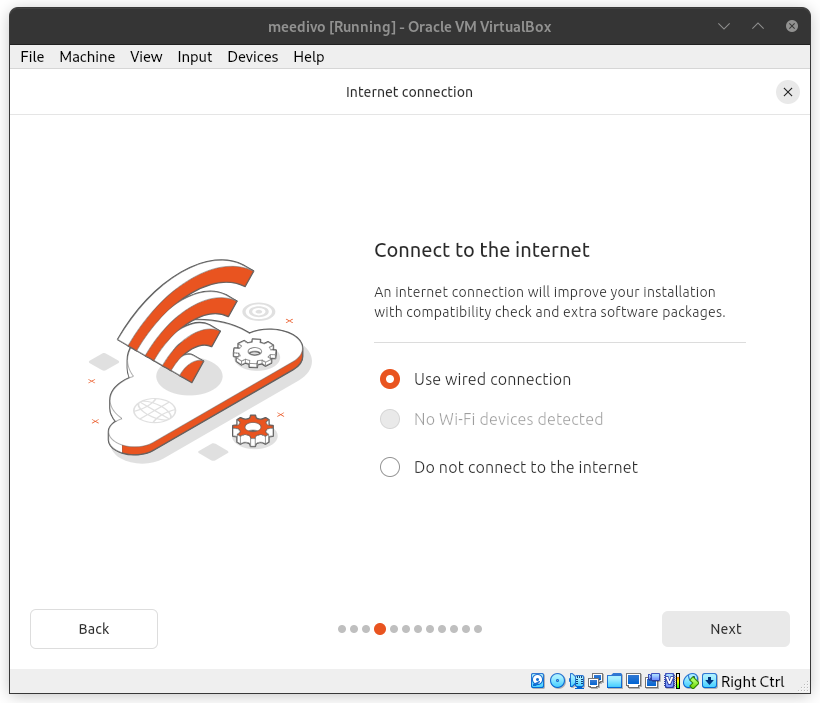 meedivo [Running] - Oracle VM VirtualBox
File Machine View Input Devices Help
Internet connection
Connect to the internet
An internet connection will improve your installation
with compatibility check and extra software packages.
Use wired connection
No Wi-Fi devices detected
Do not connect to the internet
Back
Next
Right Ctrl